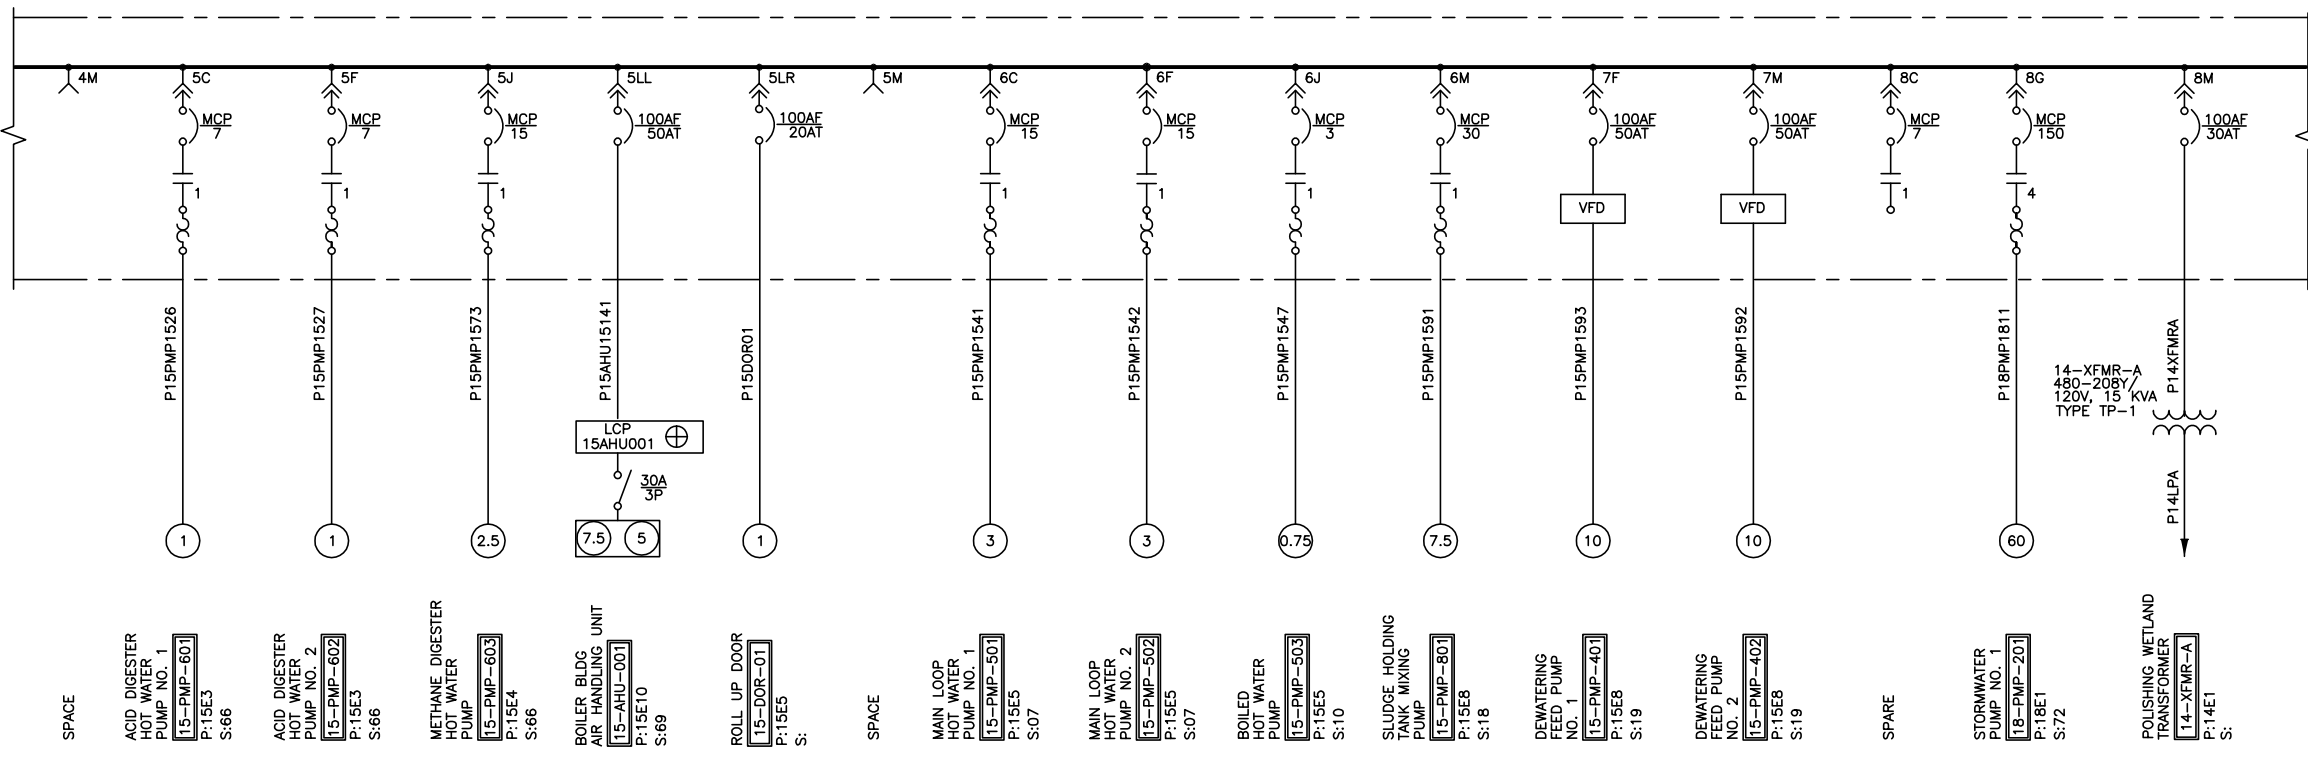 4M
5C
5F
5J
5LL
5LR
5M
6C
6F
6J
6M
7F
7M
8C
8G
8M
MCP
7
MCP
7
MCP
15
100AF
50AT
100AF
20AT
MCP
15
MCP
15
MCP
3
MCP
30
100AF
50AT
100AF
50AT
MCP
7
MCP
150
100AF
30AT
1
1
1
1
1
1
1
1
4
VFD
VFD
P15PMP1526
P15PMP1527
P15PMP1573
P15AHU15141
P15DOR01
P15PMP1541
P15PMP1542
P15PMP1547
P15PMP1591
P15PMP1593
P15PMP1592
P18PMP1811
P14XFMRA
14-XFMR-A
480-208Y/
120V, 15 KVA
TYPE TP-1
LCP
15AHU001
30A
3P
P14LPA
1
1
2.5
7.5
5
1
3
3
0.75
7.5
10
10
60
SPACE
ACID DIGESTER
HOT WATER
PUMP NO. 1
15-PMP-601
P:15E3
S:66
ACID DIGESTER
HOT WATER
PUMP NO. 2
15-PMP-602
P:15E3
S:66
METHANE DIGESTER
HOT WATER
PUMP
15-PMP-603
P:15E4
S:66
BOILER BLDG
AIR HANDLING UNIT
15-AHU-001
P:15E10
S:69
ROLL UP DOOR
15-DOR-01
P:15E5
S:
SPACE
MAIN LOOP
HOT WATER
PUMP NO. 1
15-PMP-501
P:15E5
S:07
MAIN LOOP
HOT WATER
PUMP NO. 2
15-PMP-502
P:15E5
S:07
BOILED
HOT WATER
PUMP
15-PMP-503
P:15E5
S:10
SLUDGE HOLDING
TANK MIXING
PUMP
15-PMP-801
P:15E8
S:18
DEWATERING
FEED PUMP
NO. 1
15-PMP-401
P:15E8
S:19
DEWATERING
FEED PUMP
NO. 2
15-PMP-402
P:15E8
S:19
SPARE
STORMWATER
PUMP NO. 1
18-PMP-201
P:18E1
S:72
POLISHING WETLAND
TRANSFORMER
14-XFMR-A
P:14E1
S: